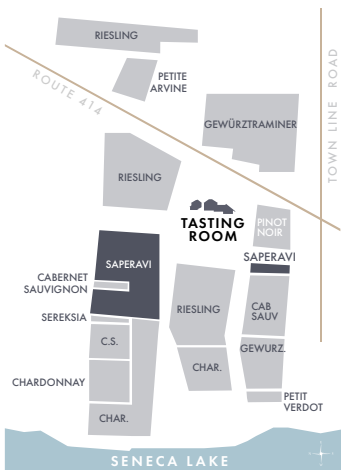 RIESLING
PETITE
ARVINE
ROUTE 414
TOWN LINE ROAD
GEWÜRZTRAMINER
RIESLING
TASTING
ROOM
PINOT
NOIR
SAPERAVI
SAPERAVI
CABERNET
SAUVIGNON
SEREKSIA
RIESLING
CAB
SAUV
C.S.
GEWURZ.
CHAR.
CHARDONNAY
PETIT
VERDOT
CHAR.
SENECA LAKE